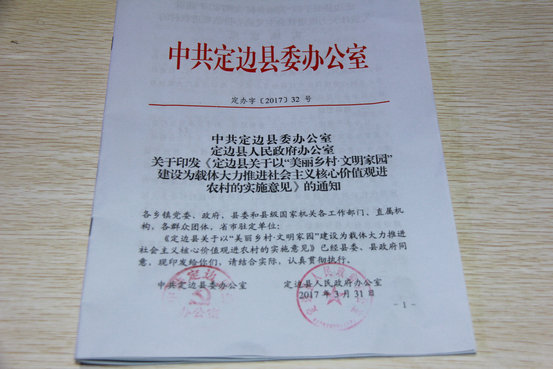 中共定边县委办公室
定办字〔2017〕32 号
中共定边县委办公室
定边县人民政府办公室
关于印发《定边县关于以“美丽乡村·文明家园”
建设为载体大力推进社会主义核心价值观进
农村的实施意见》的通知
各乡镇党委、政府，县委和县级国家机关各工作部门、直属机
构，各群众团体，省市驻定单位：
《定边县关于以“美丽乡村·文明家园”建设为载体大力推进
社会主义核心价值观进农村的实施意见》已经县委、县政府同
意，现印发给你们，请结合实际，认真贯彻执行。
中共定边县委办公室
定边县人民政府办公室
2017 年 3 月 31 日
- 1 -